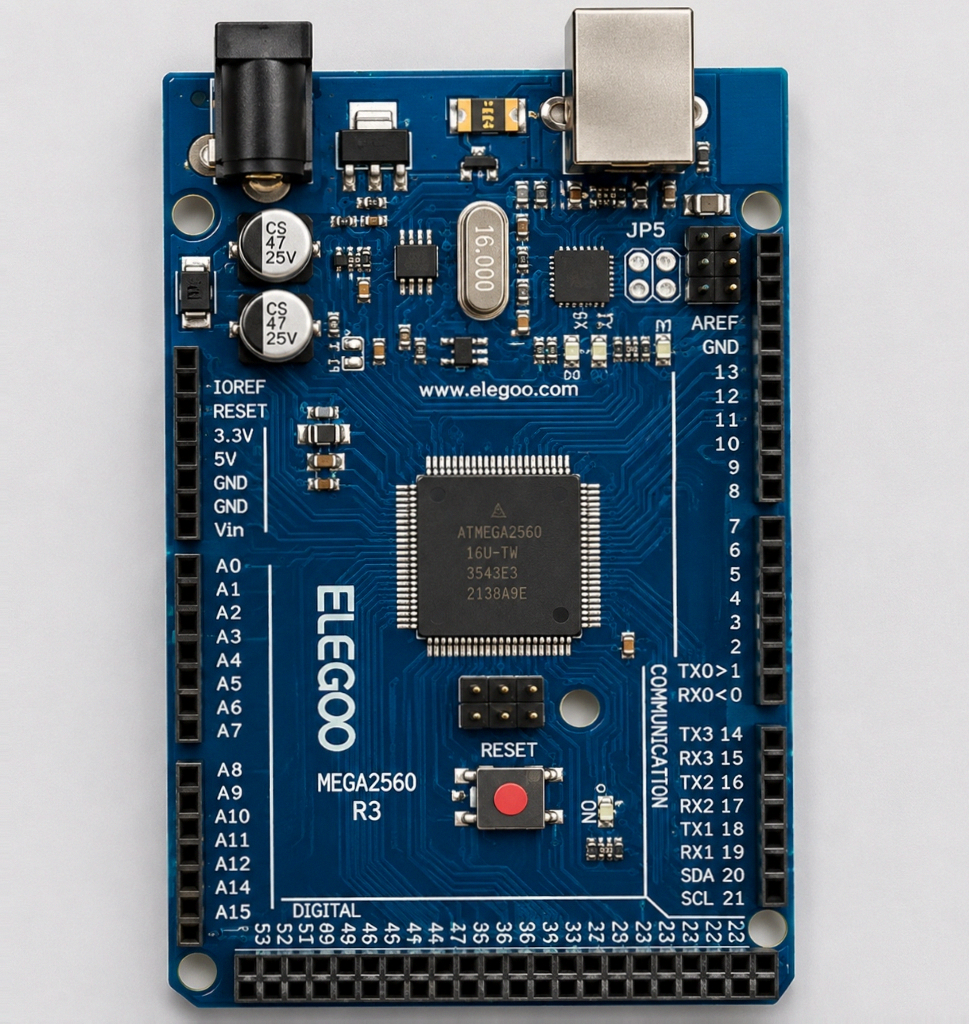 CS
47
25V
CS
47
25V
16.000
JP5
AREF
GND
13
12
11
10
9
8
7
6
5
4
3
2
TX0>1
RX0<0
www.elegoo.com
IOREF
RESET
3.3V
5V
GND
GND
Vin
A0
A1
A2
A3
A4
A5
A6
A7
A8
A9
A10
A11
A12
A14
A15
ATMEGA2560
16U-TW
3543E3
2138A9E
ELEGOO
MEGA2560
R3
RESET
ON
COMMUNICATION
TX3 14
RX3 15
TX2 16
RX2 17
TX1 18
RX1 19
SDA 20
SCL 21
DIGITAL
53 52 51